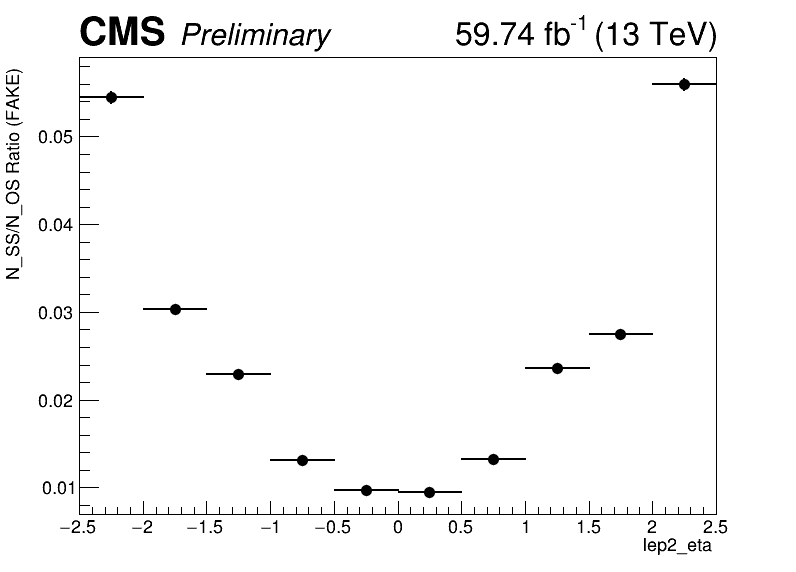 CMS Preliminary 59.74 fb-1 (13 TeV)
N_SS/N_OS Ratio (FAKE)
0.05
0.04
0.03
0.02
0.01
−2.5 −2 −1.5 −1 −0.5 0 0.5 1 1.5 2 2.5
lep2_eta